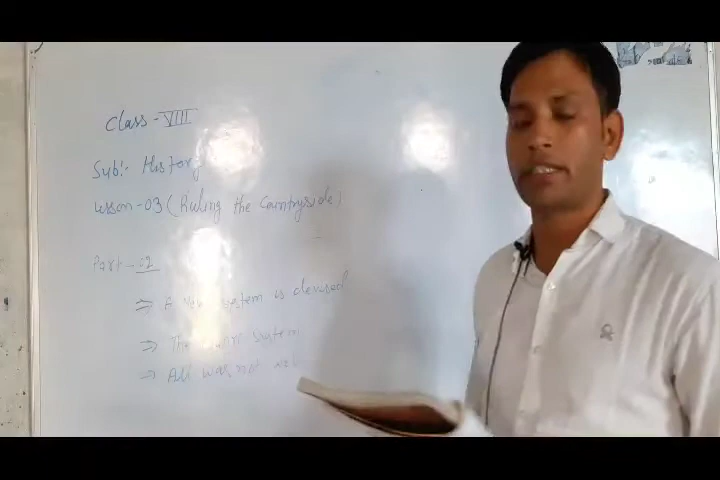 Class - VIII
Sub:- History
Lesson-03 (Ruling the Countryside)
Part - 02
⇒ A New system is devised
⇒ The system
⇒ All was not